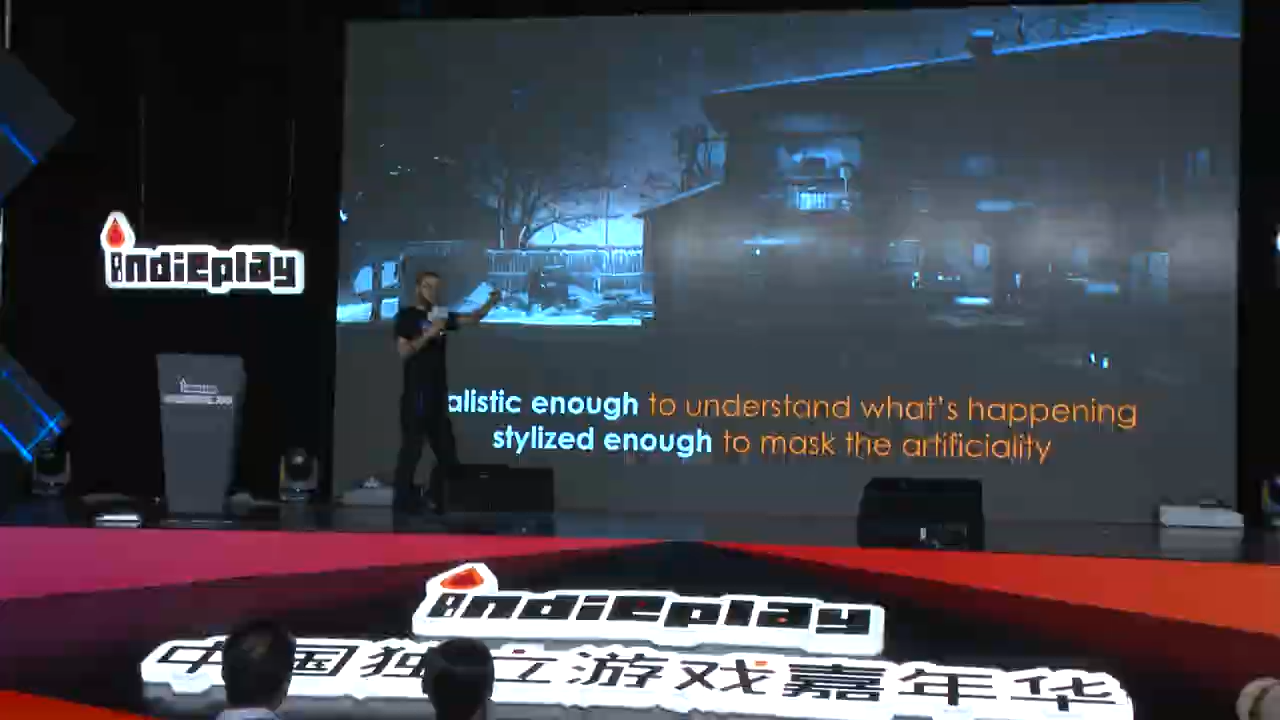 indieplay
alistic enough to understand what's happening
stylized enough to mask the artificiality
indieplay
中国独立游戏嘉年华